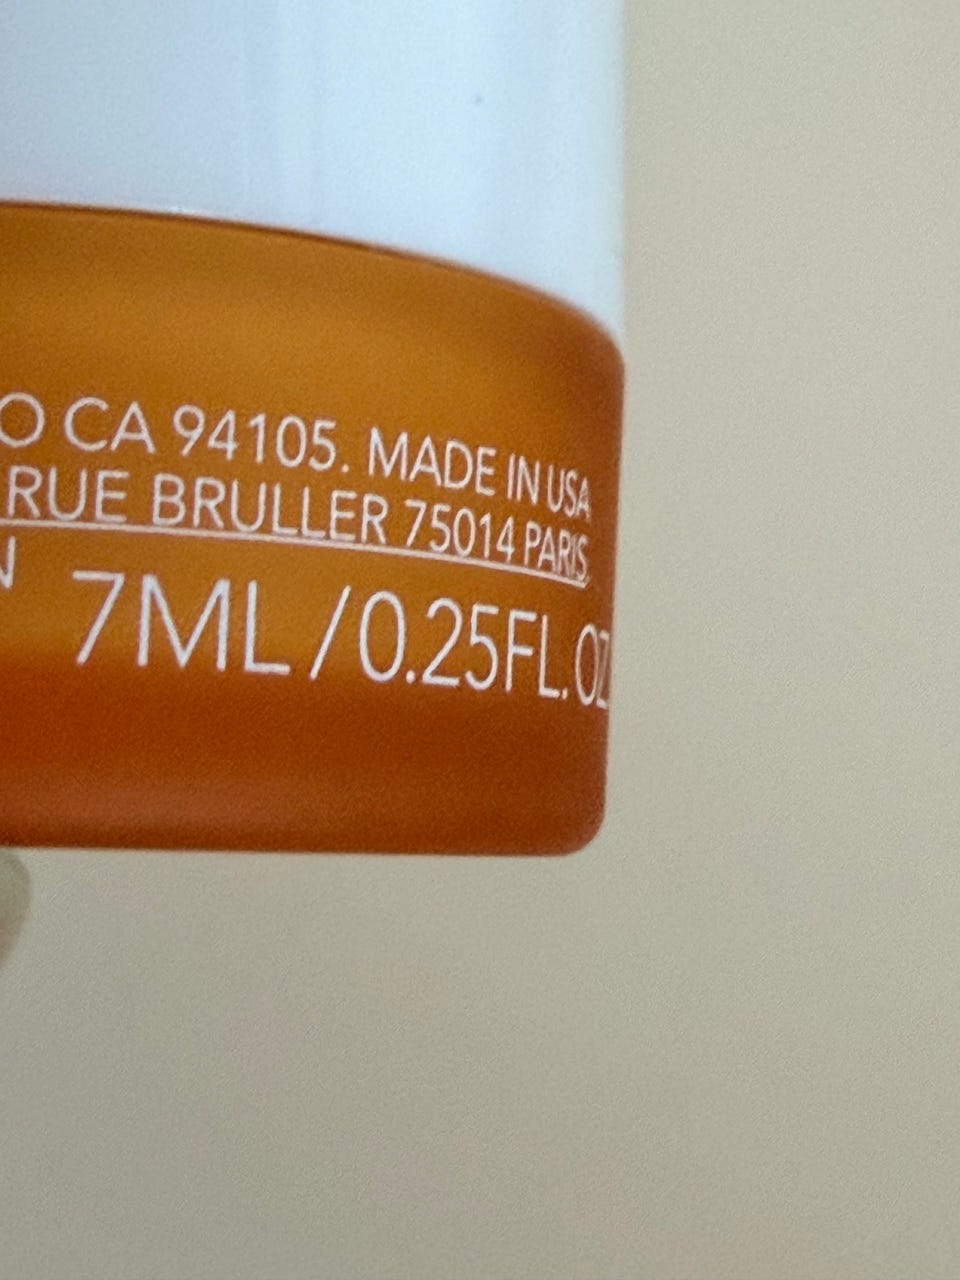 O CA 94105. MADE IN USA
RUE BRULLER 75014 PARIS.
N
7ML / 0.25FL. OZ